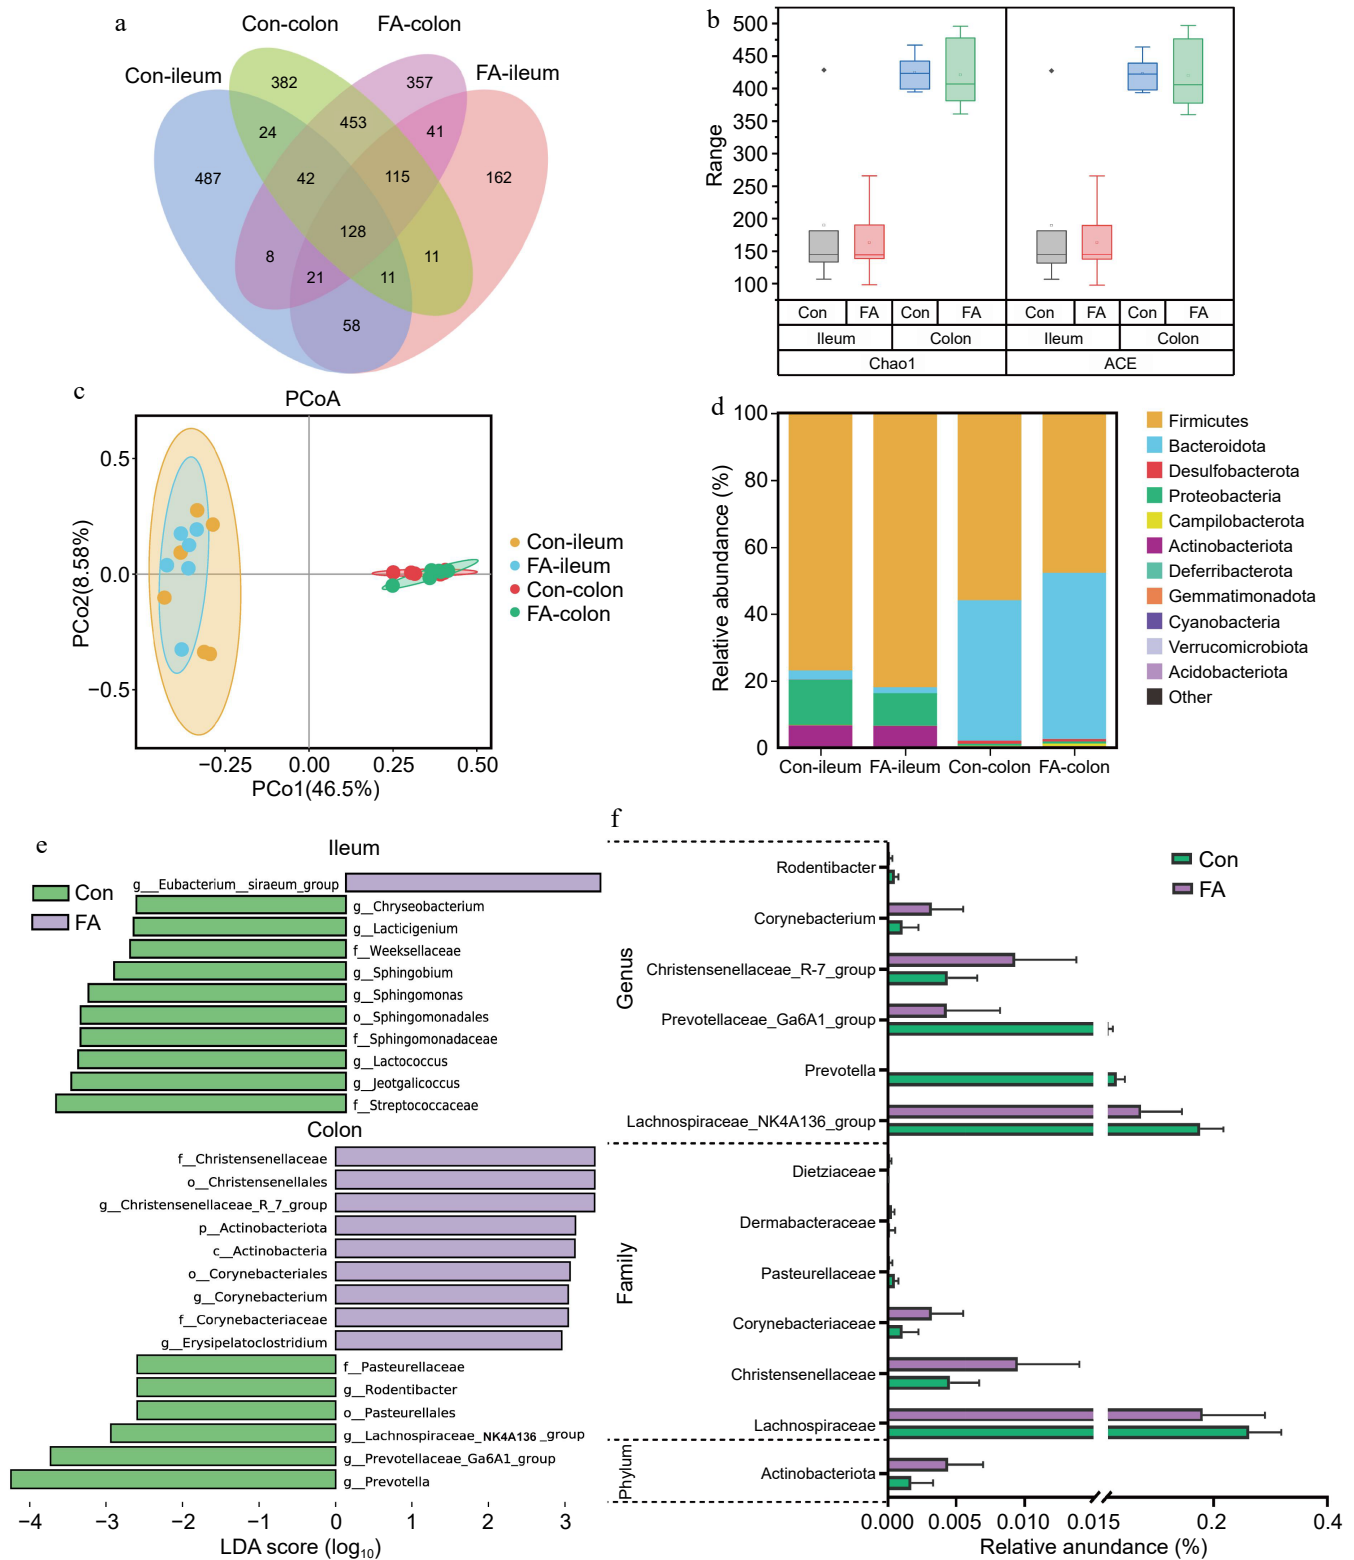 a
Con-colon
FA-colon
Con-ileum
FA-ileum
382
357
24
453
41
487
42
115
162
128
8
21
11
11
58
b
Range
500
450
400
350
300
250
200
150
100
Con FA Con FA Con FA Con FA
Ileum Colon Ileum Colon
Chao1 ACE
c
PCoA
PCo2(8.58%)
0.5
0.0
−0.5
−0.25 0.00 0.25 0.50
PCo1(46.5%)
Con-ileum
FA-ileum
Con-colon
FA-colon
d
Relative abundance (%)
100
80
60
40
20
0
Con-ileum FA-ileum Con-colon FA-colon
Firmicutes
Bacteroidota
Desulfobacterota
Proteobacteria
Campilobacterota
Actinobacteriota
Deferribacterota
Gemmatimonadota
Cyanobacteria
Verrucomicrobiota
Acidobacteriota
Other
e
Ileum
Con
FA
g__Eubacterium__siraeum_group
g__Chryseobacterium
g__Lacticigenium
f__Weeksellaceae
g__Sphingobium
g__Sphingomonas
o__Sphingomonadales
f__Sphingomonadaceae
g__Lactococcus
g__Jeotgalicoccus
f__Streptococcaceae
Colon
f__Christensenellaceae
o__Christensenellales
g__Christensenellaceae_R_7_group
p__Actinobacteriota
c__Actinobacteria
o__Corynebacteriales
g__Corynebacterium
f__Corynebacteriaceae
g__Erysipelatoclostridium
f__Pasteurellaceae
g__Rodentibacter
o__Pasteurellales
g__Lachnospiraceae_NK4A136_group
g__Prevotellaceae_Ga6A1_group
g__Prevotella
−4 −3 −2 −1 0 1 2 3
LDA score (log10)
f
Con
FA
Genus
Rodentibacter
Corynebacterium
Christensenellaceae_R-7_group
Prevotellaceae_Ga6A1_group
Prevotella
Lachnospiraceae_NK4A136_group
Family
Dietziaceae
Dermabacteraceae
Pasteurellaceae
Corynebacteriaceae
Christensenellaceae
Lachnospiraceae
Phylum
Actinobacteriota
0.000 0.005 0.010 0.015 0.2 0.4
Relative anundance (%)